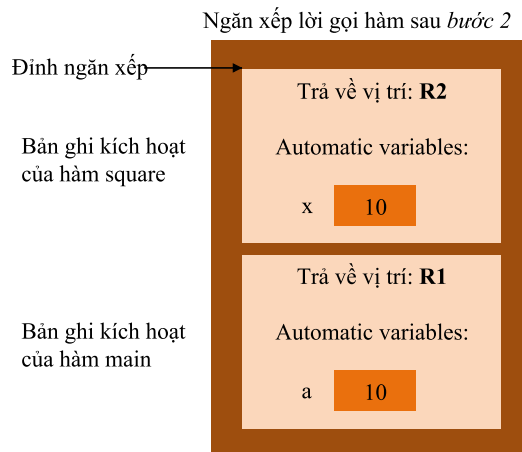 Ngăn xếp lời gọi hàm sau bước 2
Đỉnh ngăn xếp
Trả về vị trí: R2
Bản ghi kích hoạt
của hàm square
Automatic variables:
x 10
Trả về vị trí: R1
Bản ghi kích hoạt
của hàm main
Automatic variables:
a 10